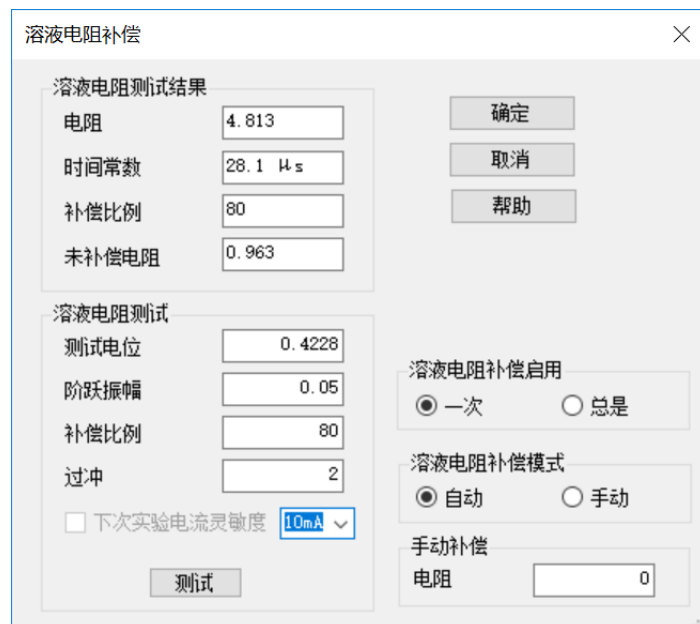 溶液电阻补偿
溶液电阻测试结果
电阻 4.813
时间常数 28.1 μs
补偿比例 80
未补偿电阻 0.963
确定
取消
帮助
溶液电阻测试
测试电位 0.4228
阶跃振幅 0.05
补偿比例 80
过冲 2
下次实验电流灵敏度 10mA
测试
溶液电阻补偿启用
一次 总是
溶液电阻补偿模式
自动 手动
手动补偿
电阻 0